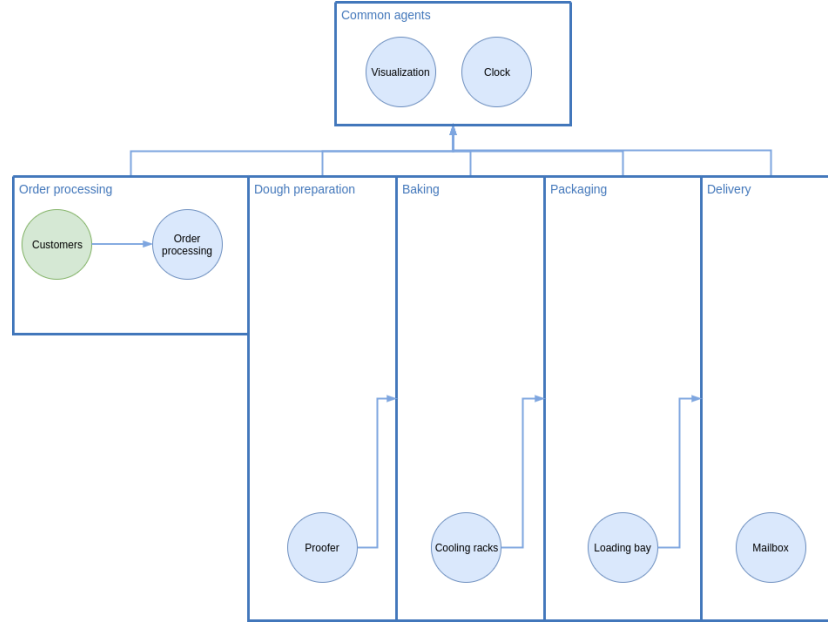 Common agents
Visualization
Clock
Order processing
Dough preparation
Baking
Packaging
Delivery
Customers
Order
processing
Proofer
Cooling racks
Loading bay
Mailbox